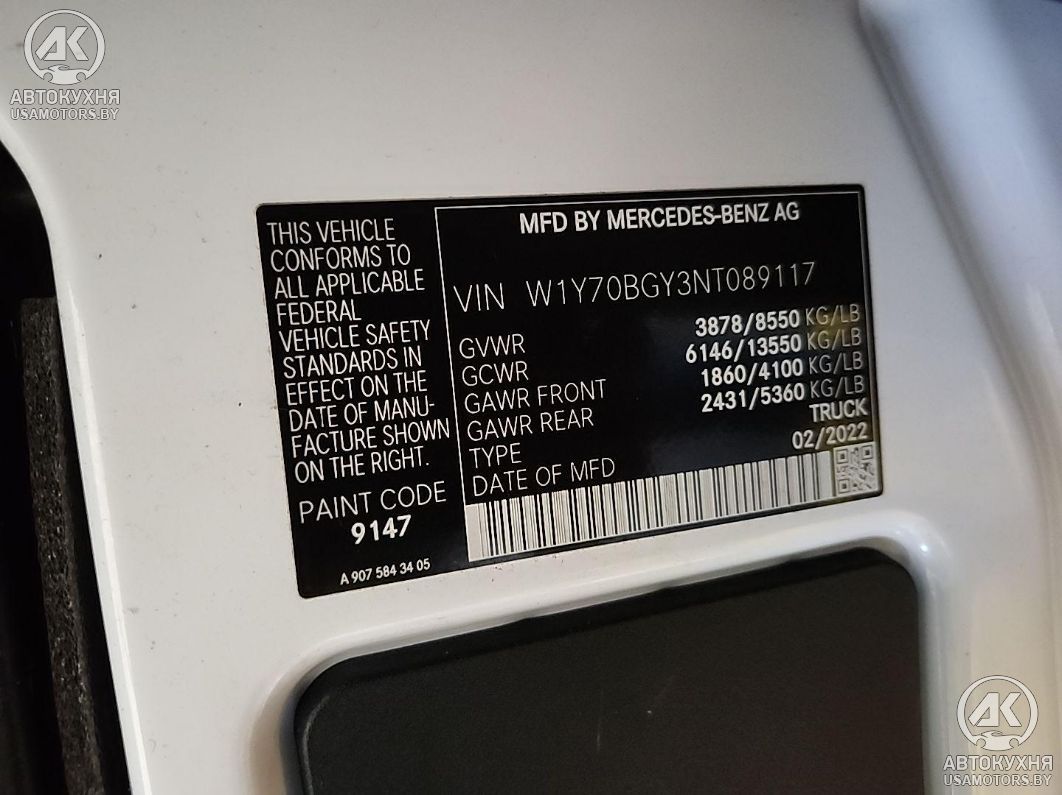 АК
АВТОКУХНЯ
USAMOTORS.BY
THIS VEHICLE
CONFORMS TO
ALL APPLICABLE
FEDERAL
VEHICLE SAFETY
STANDARDS IN
EFFECT ON THE
DATE OF MANU-
FACTURE SHOWN
ON THE RIGHT.
PAINT CODE
9147
A 907 584 34 05
MFD BY MERCEDES-BENZ AG
VIN W1Y70BGY3NT089117
GVWR 3878/8550 KG/LB
GCWR 6146/13550 KG/LB
GAWR FRONT 1860/4100 KG/LB
GAWR REAR 2431/5360 KG/LB
TYPE TRUCK
DATE OF MFD 02/2022
АК
АВТОКУХНЯ
USAMOTORS.BY